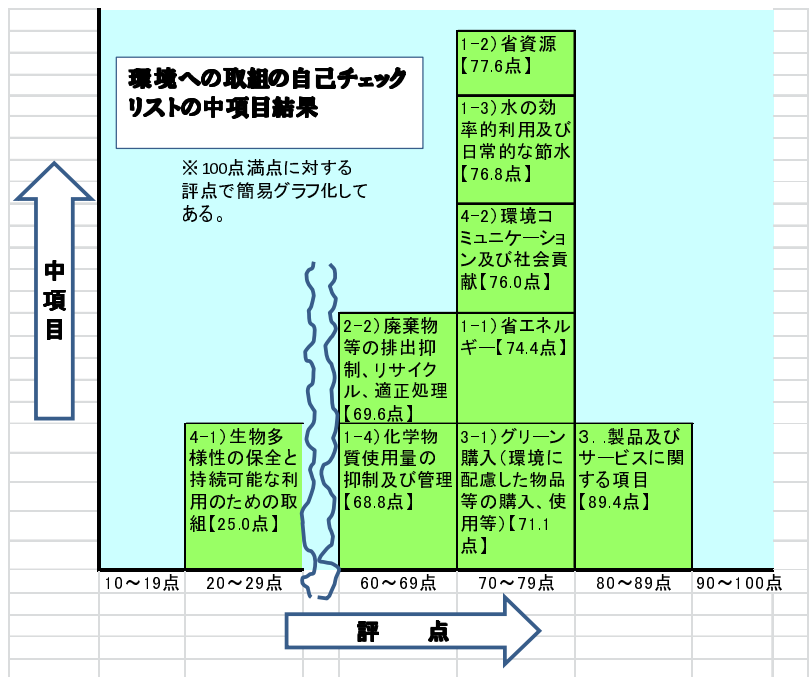 環境への取組の自己チェック
リストの中項目結果
※100点満点に対する
評点で簡易グラフ化して
ある。
中
項
目
1-2）省資源
【77.6点】
1-3）水の効
率的利用及び
日常的な節水
【76.8点】
4-2）環境コ
ミュニケーショ
ン及び社会貢
献【76.0点】
2-2）廃棄物
等の排出抑
制、リサイク
ル、適正処理
【69.6点】
1-1）省エネル
ギー【74.4点】
4-1）生物多
様性の保全と
持続可能な利
用のための取
組【25.0点】
1-4）化学物
質使用量の
抑制及び管理
【68.8点】
3-1）グリーン
購入（環境に
配慮した物品
等の購入、使
用等）【71.1
点】
3．.製品及び
サービスに関
する項目
【89.4点】
10～19点
20～29点
60～69点
70～79点
80～89点
90～100点
評　　点